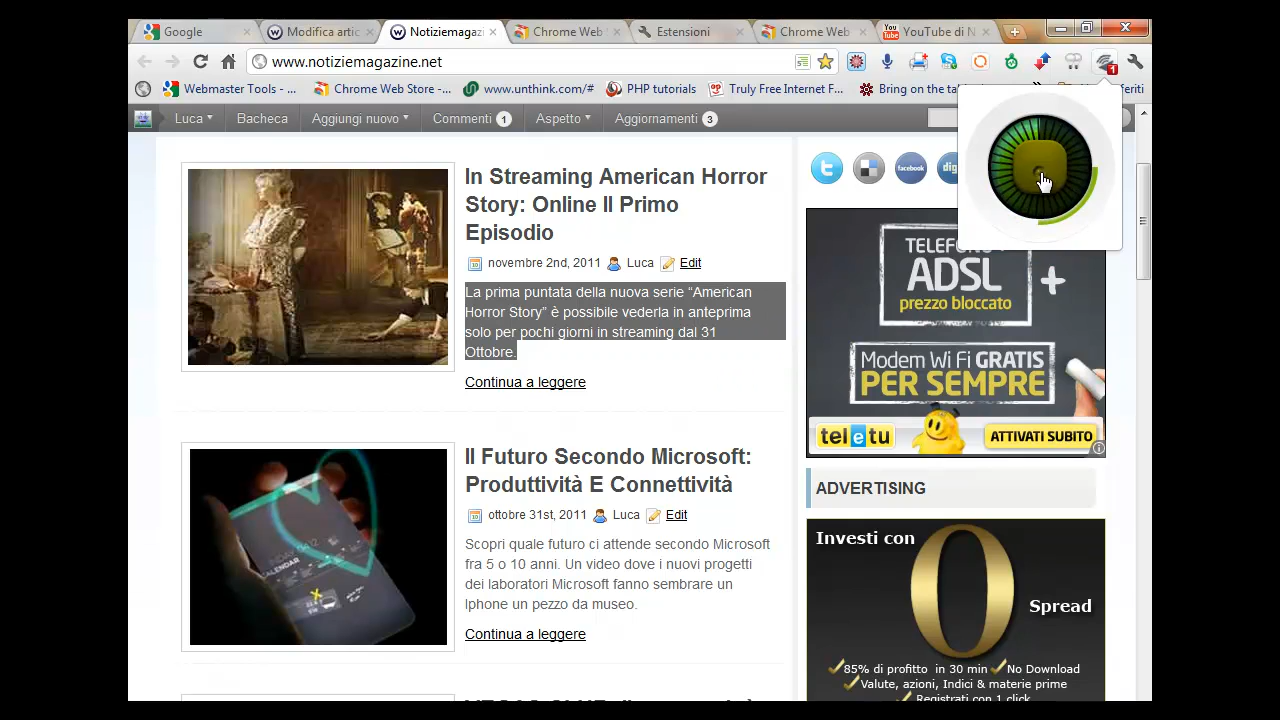 Google
Modifica artic
Notiziemagazi
Chrome Web
Estensioni
Chrome Web
YouTube di N
www.notiziemagazine.net
1
Webmaster Tools - ...
Chrome Web Store -...
www.unthink.com/#
PHP tutorials
Truly Free Internet F...
Bring on the tab
Luca
Bacheca
Aggiungi nuovo
Commenti 1
Aspetto
Aggiornamenti 3
In Streaming American Horror
Story: Online Il Primo
Episodio
novembre 2nd, 2011 Luca Edit
La prima puntata della nuova serie “American
Horror Story” è possibile vederla in anteprima
solo per pochi giorni in streaming dal 31
Ottobre.
Continua a leggere
Il Futuro Secondo Microsoft:
Produttività E Connettività
ottobre 31st, 2011 Luca Edit
Scopri quale futuro ci attende secondo Microsoft
fra 5 o 10 anni. Un video dove i nuovi progetti
dei laboratori Microsoft fanno sembrare un
Iphone un pezzo da museo.
Continua a leggere
facebook
ADSL +
prezzo bloccato
Modem Wi Fi GRATIS
PER SEMPRE
teletu
ATTIVATI SUBITO
ADVERTISING
Investi con
0
Spread
85% di profitto in 30 min No Download
Valute, azioni, Indici & materie prime
Registrati con 1 click